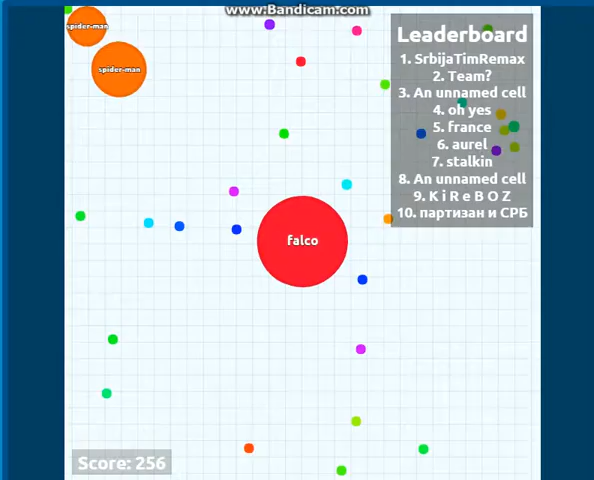 www.Bandicam.com
spider-man
spider-man
Leaderboard
1. SrbijaTimRemax
2. Team?
3. An unnamed cell
4. oh yes
5. france
6. aurel
7. stalkin
8. An unnamed cell
9. K i R e B O Z
10. партизан и СРБ
falco
Score: 256